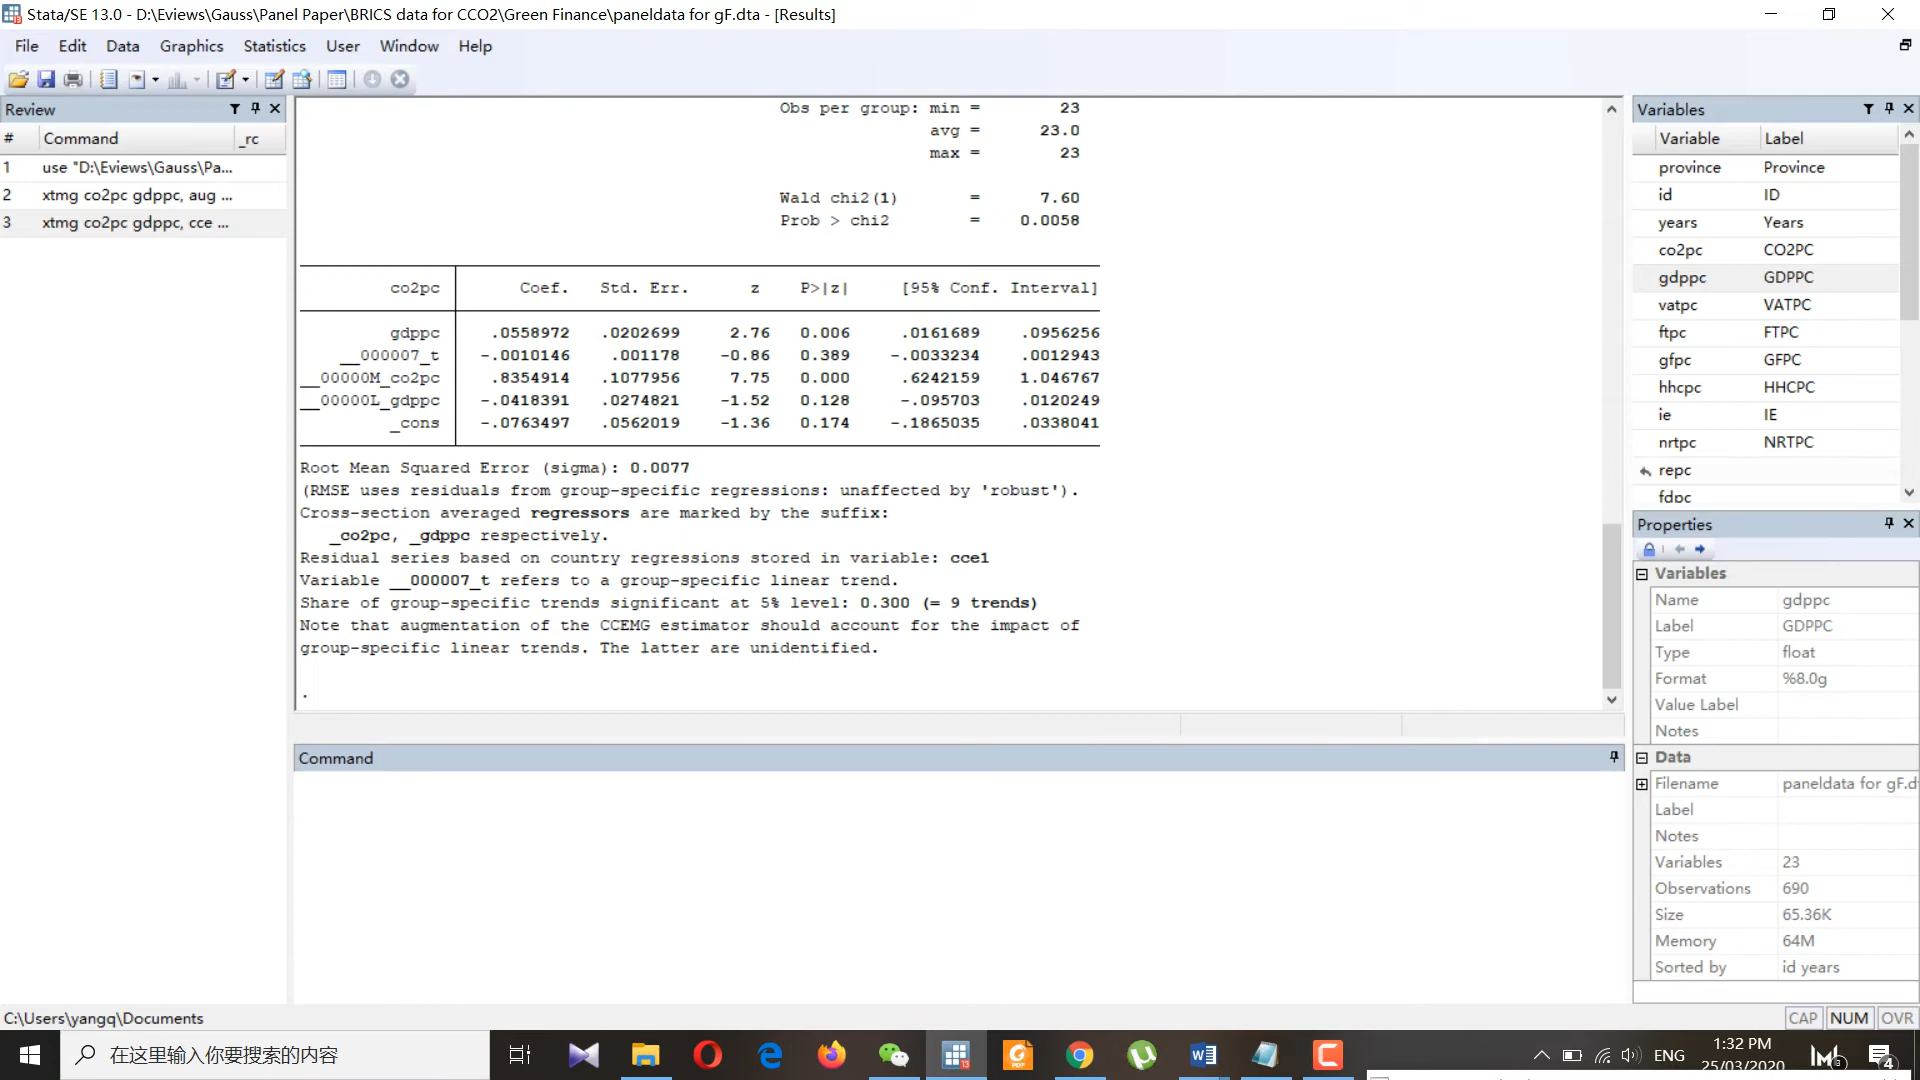 Stata/SE 13.0 - D:\Eviews\Gauss\Panel Paper\BRICS data for CCO2\Green Finance\paneldata for gF.dta - [Results]
File Edit Data Graphics Statistics User Window Help
Review
# Command _rc
1 use "D:\Eviews\Gauss\Pa...
2 xtmg co2pc gdppc, aug ...
3 xtmg co2pc gdppc, cce ...
Obs per group: min = 23
avg = 23.0
max = 23
Wald chi2(1) = 7.60
Prob > chi2 = 0.0058
co2pc Coef. Std. Err. z P>|z| [95% Conf. Interval]
gdppc .0558972 .0202699 2.76 0.006 .0161689 .0956256
__000007_t -.0010146 .001178 -0.86 0.389 -.0033234 .0012943
__00000M_co2pc .8354914 .1077956 7.75 0.000 .6242159 1.046767
__00000L_gdppc -.0418391 .0274821 -1.52 0.128 -.095703 .0120249
_cons -.0763497 .0562019 -1.36 0.174 -.1865035 .0338041
Root Mean Squared Error (sigma): 0.0077
(RMSE uses residuals from group-specific regressions: unaffected by 'robust').
Cross-section averaged regressors are marked by the suffix:
_co2pc, _gdppc respectively.
Residual series based on country regressions stored in variable: cce1
Variable __000007_t refers to a group-specific linear trend.
Share of group-specific trends significant at 5% level: 0.300 (= 9 trends)
Note that augmentation of the CCEMG estimator should account for the impact of
group-specific linear trends. The latter are unidentified.
.
Command
Variables
Variable Label
province Province
id ID
years Years
co2pc CO2PC
gdppc GDPPC
vatpc VATPC
ftpc FTPC
gfpc GFPC
hhcpc HHCPC
ie IE
nrtpc NRTPC
repc
fdpc
Properties
Variables
Name gdppc
Label GDPPC
Type float
Format %8.0g
Value Label
Notes
Data
Filename paneldata for gF.d
Label
Notes
Variables 23
Observations 690
Size 65.36K
Memory 64M
Sorted by id years
C:\Users\yangq\Documents
CAP NUM OVR
在这里输入你要搜索的内容
ENG
1:32 PM
25/03/2020
4